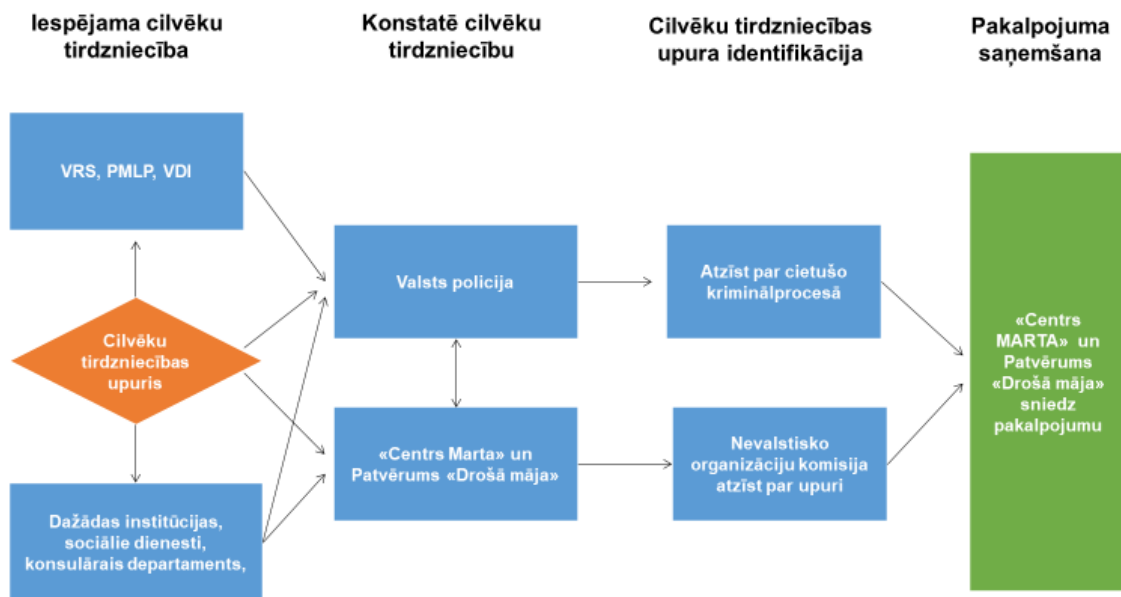 Iespējama cilvēku
tirdzniecība
Konstatē cilvēku
tirdzniecību
Cilvēku tirdzniecības
upura identifikācija
Pakalpojuma
saņemšana
VRS, PMLP, VDI
Cilvēku
tirdzniecības
upuris
Dažādas institūcijas,
sociālie dienesti,
konsulārais departaments,
Valsts policija
«Centrs Marta» un
Patvērums «Drošā māja»
Atzīst par cietušo
kriminālprocesā
Nevalstisko
organizāciju komisija
atzīst par upuri
«Centrs
MARTA» un
Patvērums
«Drošā māja»
sniedz
pakalpojumu